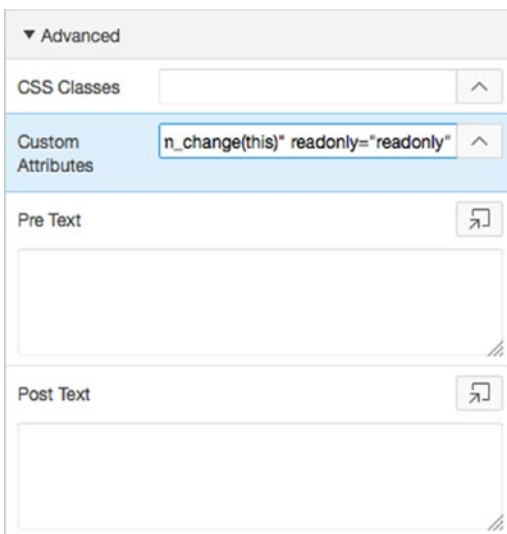 Advanced
CSS Classes
Custom Attributes
n_change(this)" readonly="readonly"
Pre Text
Post Text